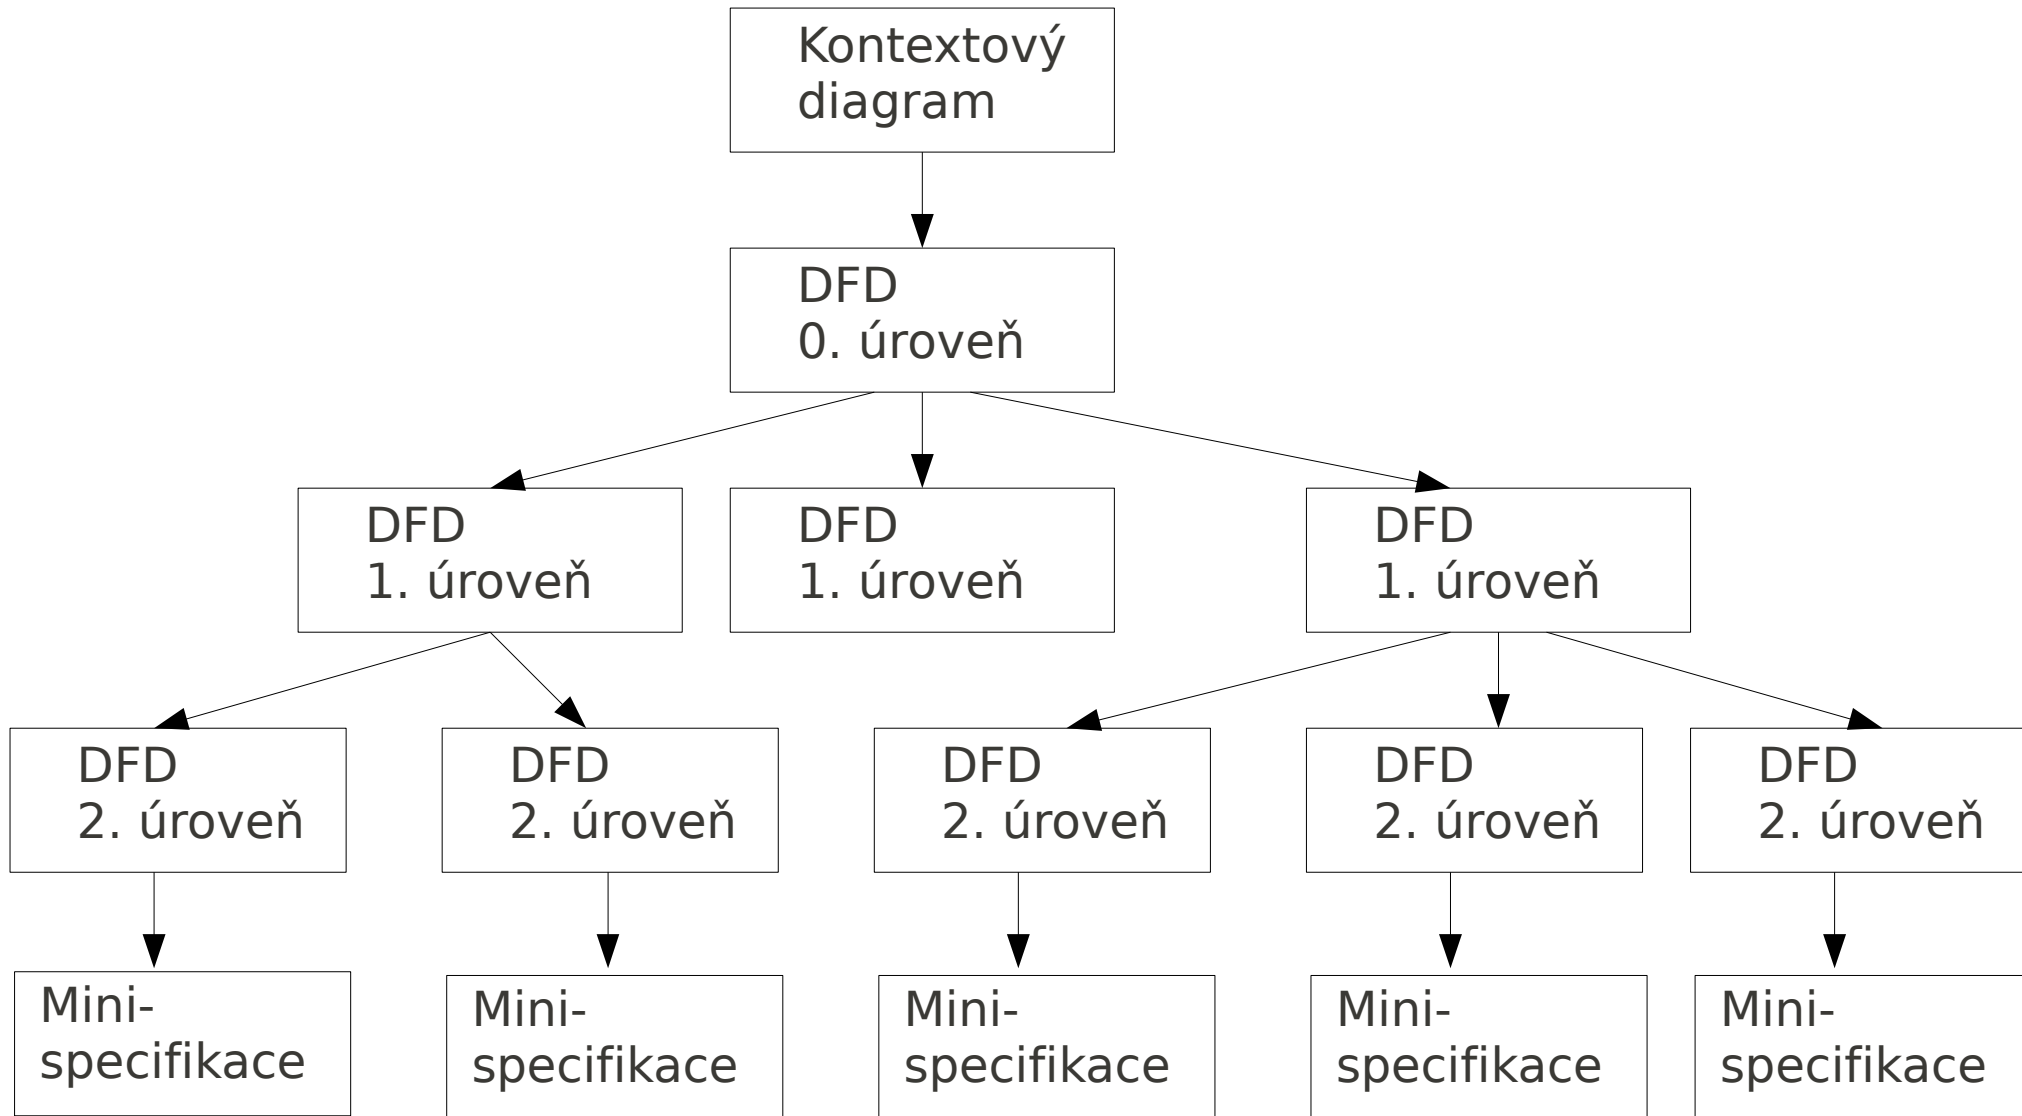 Kontextový
diagram
DFD
0. úroveň
DFD
1. úroveň
DFD
1. úroveň
DFD
1. úroveň
DFD
2. úroveň
DFD
2. úroveň
DFD
2. úroveň
DFD
2. úroveň
DFD
2. úroveň
Mini-
specifikace
Mini-
specifikace
Mini-
specifikace
Mini-
specifikace
Mini-
specifikace